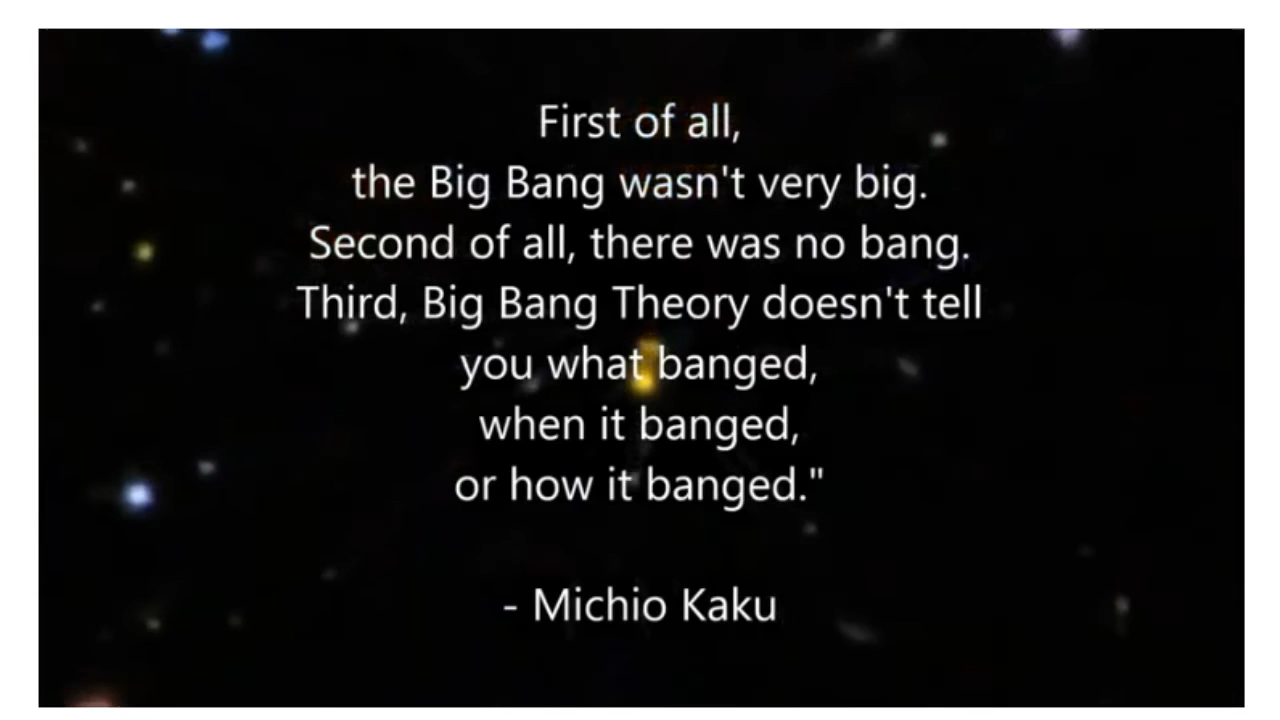 First of all,
the Big Bang wasn't very big.
Second of all, there was no bang.
Third, Big Bang Theory doesn't tell
you what banged,
when it banged,
or how it banged."
- Michio Kaku